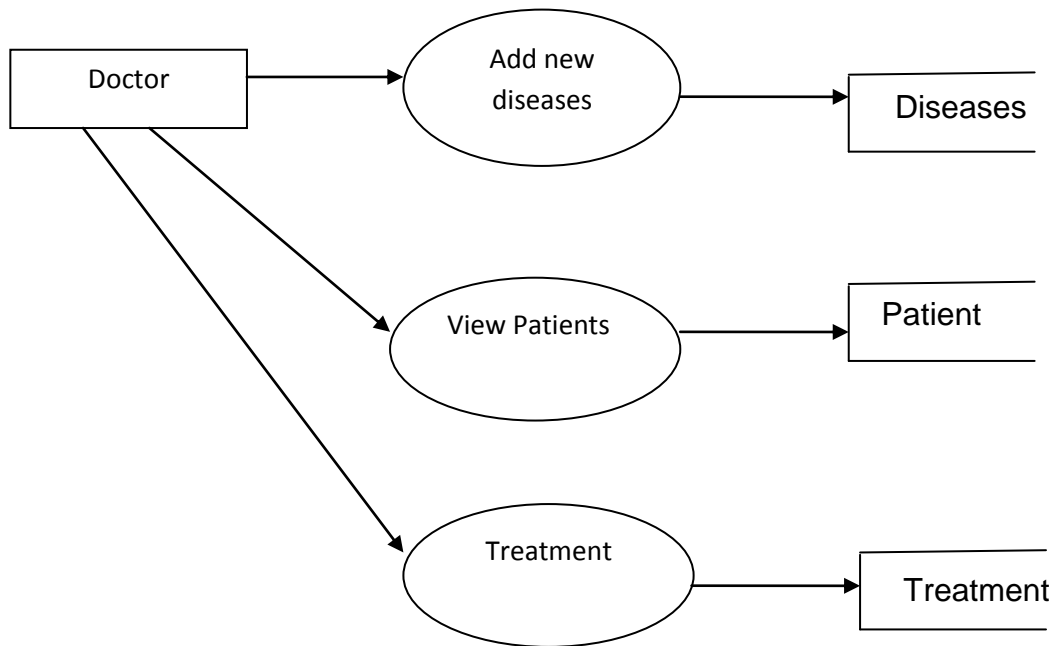 Doctor
Add new
diseases
Diseases
View Patients
Patient
Treatment
Treatment